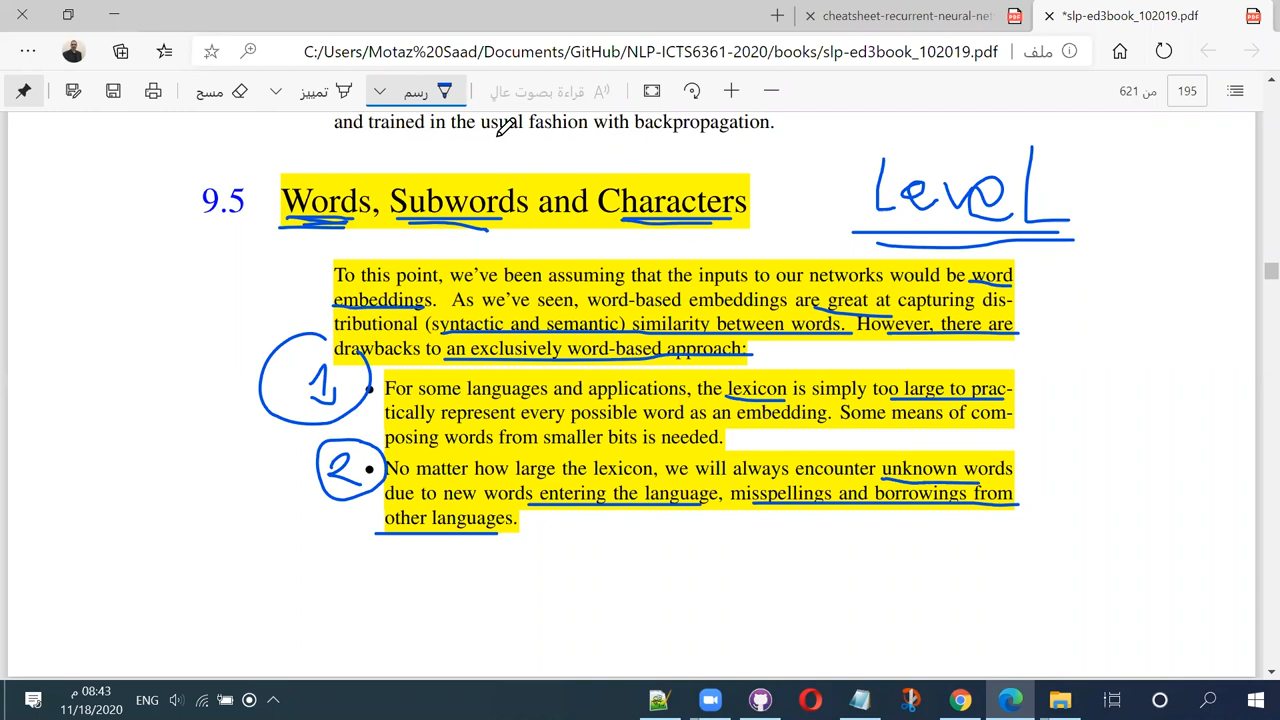 cheatsheet-recurrent-neural-net
*slp-ed3book_102019.pdf
C:/Users/Motaz%20Saad/Documents/GitHub/NLP-ICTS6361-2020/books/slp-ed3book_102019.pdf
ملف
مسح
تمييز
رسم
قراءة بصوت عالٍ
من 621
195
and trained in the usual fashion with backpropagation.
9.5 Words, Subwords and Characters
Level
To this point, we've been assuming that the inputs to our networks would be word
embeddings. As we've seen, word-based embeddings are great at capturing dis-
tributional (syntactic and semantic) similarity between words. However, there are
drawbacks to an exclusively word-based approach:
1
• For some languages and applications, the lexicon is simply too large to prac-
tically represent every possible word as an embedding. Some means of com-
posing words from smaller bits is needed.
2
• No matter how large the lexicon, we will always encounter unknown words
due to new words entering the language, misspellings and borrowings from
other languages.
08:43 م
11/18/2020
ENG